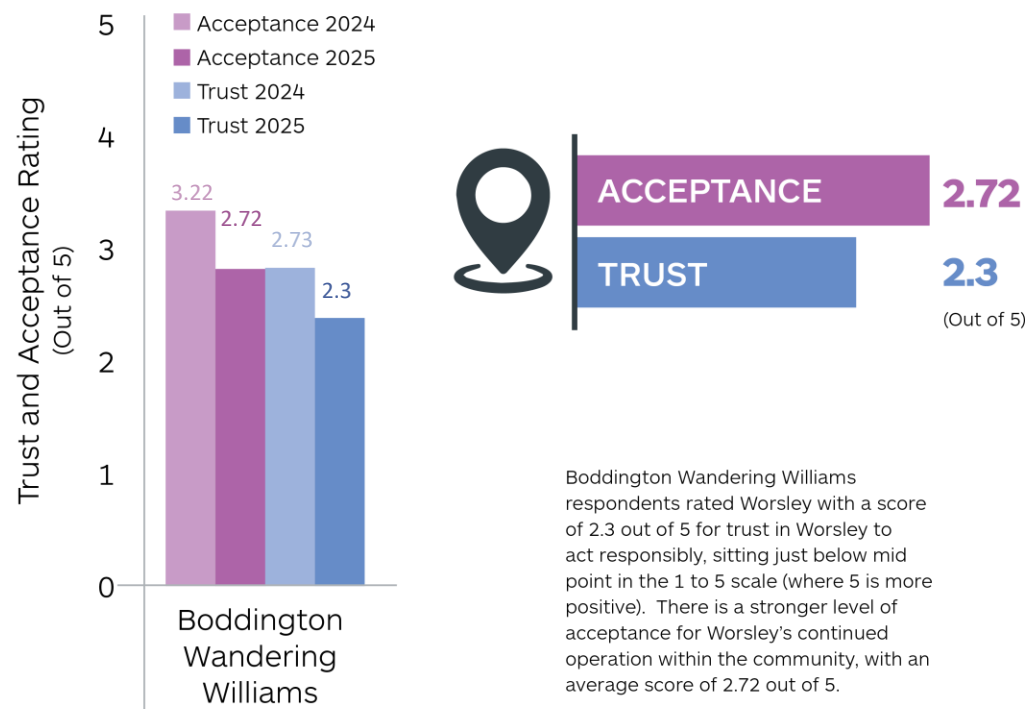 5
4
3
2
1
0
Trust and Acceptance Rating
(Out of 5)
Acceptance 2024
Acceptance 2025
Trust 2024
Trust 2025
3.22
2.72
2.73
2.3
Boddington
Wandering
Williams
ACCEPTANCE
2.72
TRUST
2.3
(Out of 5)
Boddington Wandering Williams
respondents rated Worsley with a score
of 2.3 out of 5 for trust in Worsley to
act responsibly, sitting just below mid
point in the 1 to 5 scale (where 5 is more
positive).  There is a stronger level of
acceptance for Worsley’s continued
operation within the community, with an
average score of 2.72 out of 5.